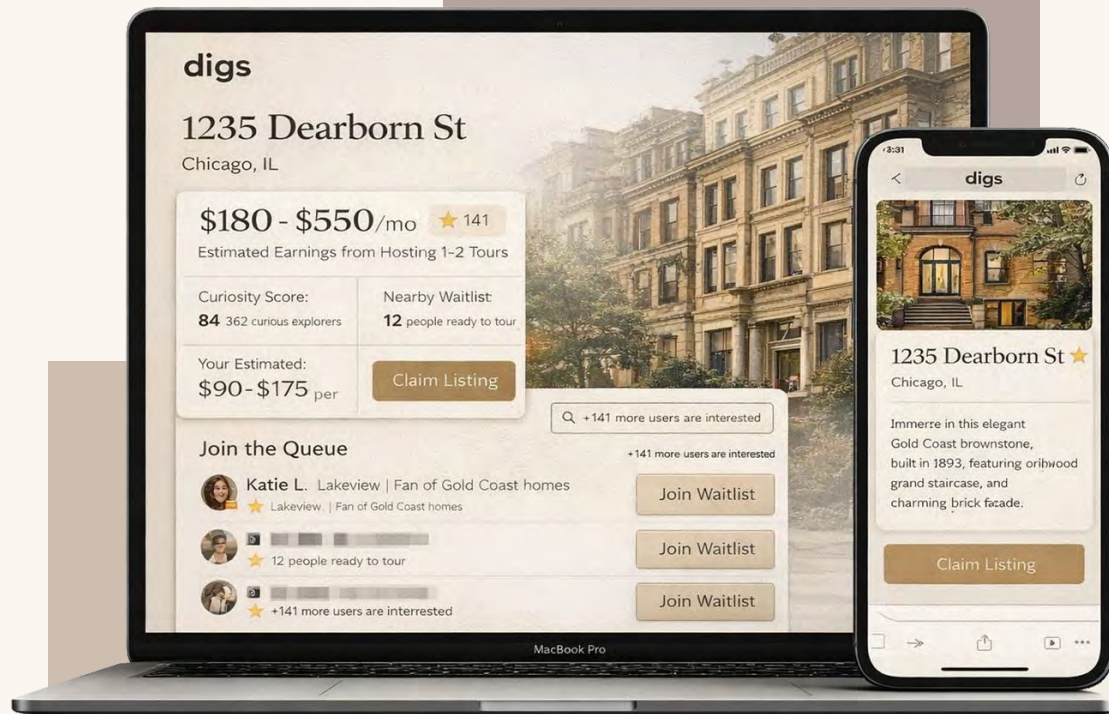 digs
1235 Dearborn St
Chicago, IL
$180 - $550/mo
141
Estimated Earnings from Hosting 1-2 Tours
Curiosity Score:
84 362 curious explorers
Nearby Waitlist:
12 people ready to tour
Your Estimated:
$90-$175 per
Claim Listing
+141 more users are interested
Join the Queue
+141 more users are interested
Katie L. Lakeview | Fan of Gold Coast homes
Lakeview. | Fan of Gold Coast homes
Join Waitlist
12 people ready to tour
Join Waitlist
+141 more users are interrested
Join Waitlist
MacBook Pro
3:31
digs
1235 Dearborn St
Chicago, IL
Immerre in this elegant
Gold Coast brownstone,
built in 1893, featuring orihwood
grand staircase, and
charming brick facade.
Claim Listing